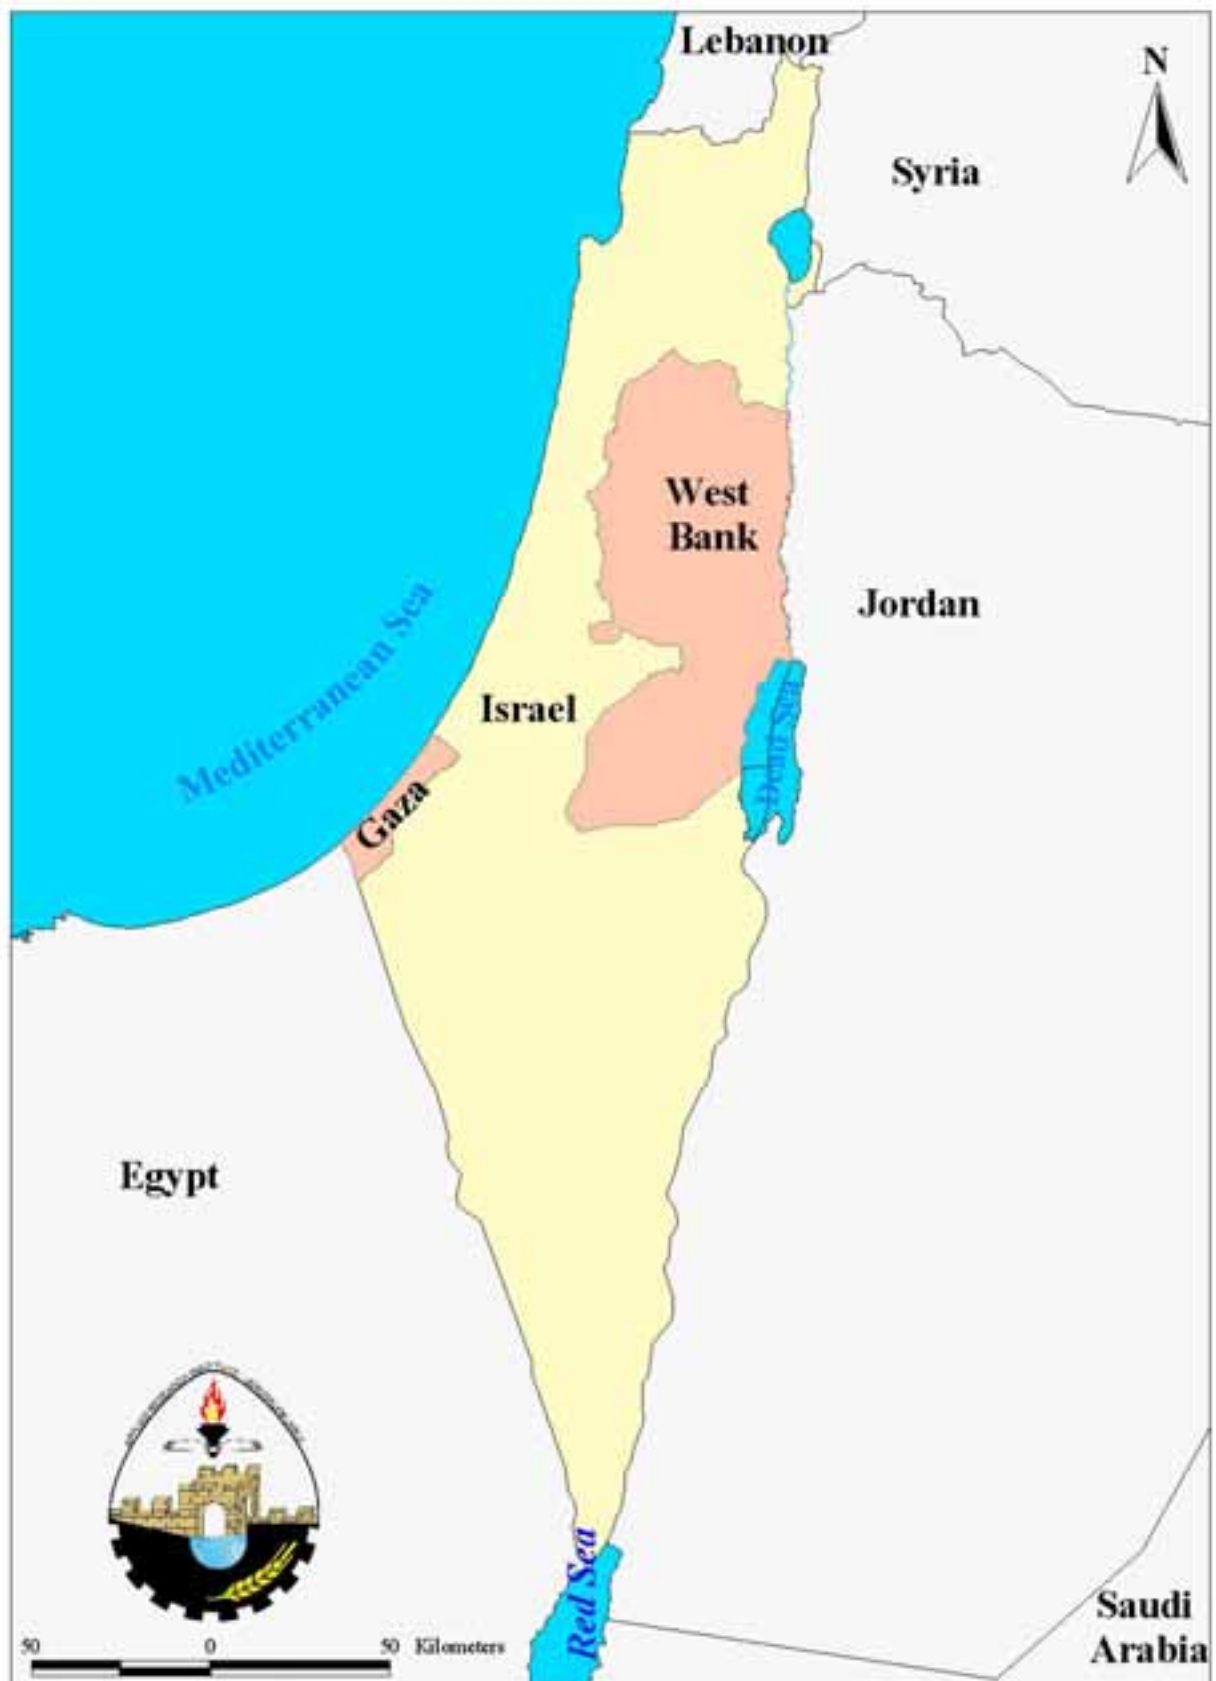 Lebanon
N
Syria
West
Bank
Jordan
Mediterranean Sea
Israel
Dead Sea
Gaza
Egypt
Red Sea
Saudi
Arabia
50 0 50 Kilometers